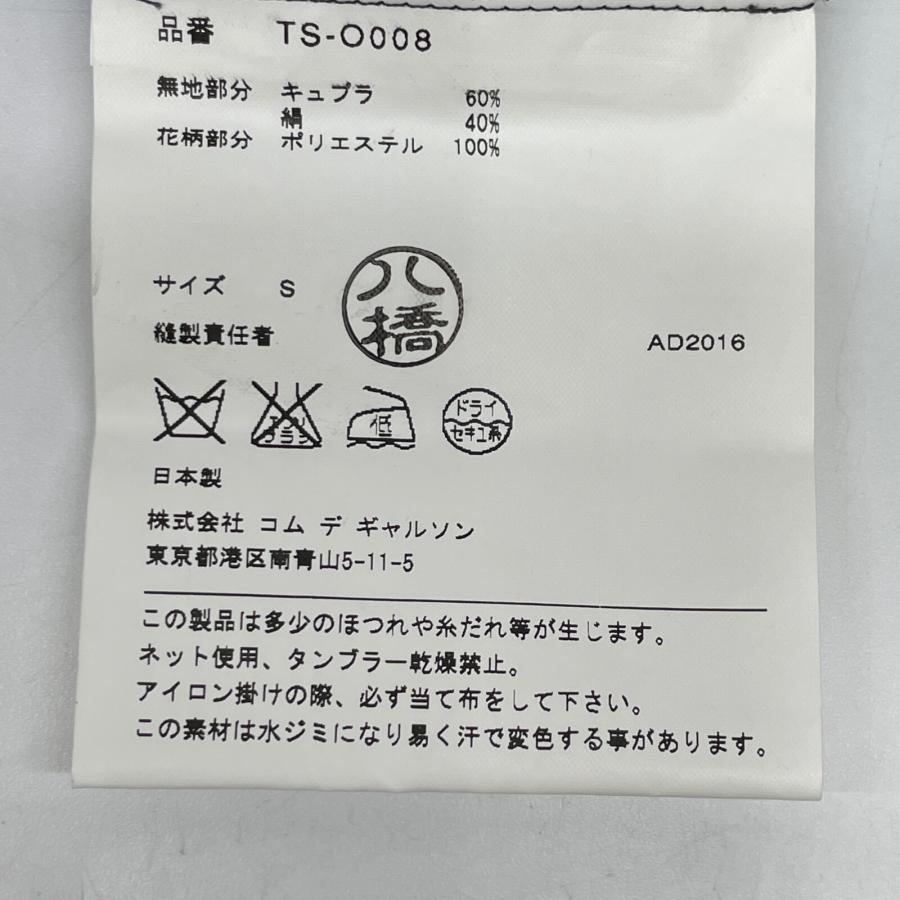 品番 TS-O008
無地部分 キュプラ 60%
絹 40%
花柄部分 ポリエステル 100%
サイズ S
八橋
縫製責任者
AD2016
エンソ
サラシ
低
ドライ
セキユ系
日本製
株式会社 コム デ ギャルソン
東京都港区南青山5-11-5
この製品は多少のほつれや糸だれ等が生じます。
ネット使用、タンブラー乾燥禁止。
アイロン掛けの際、必ず当て布をして下さい。
この素材は水ジミになり易く汗で変色する事があります。